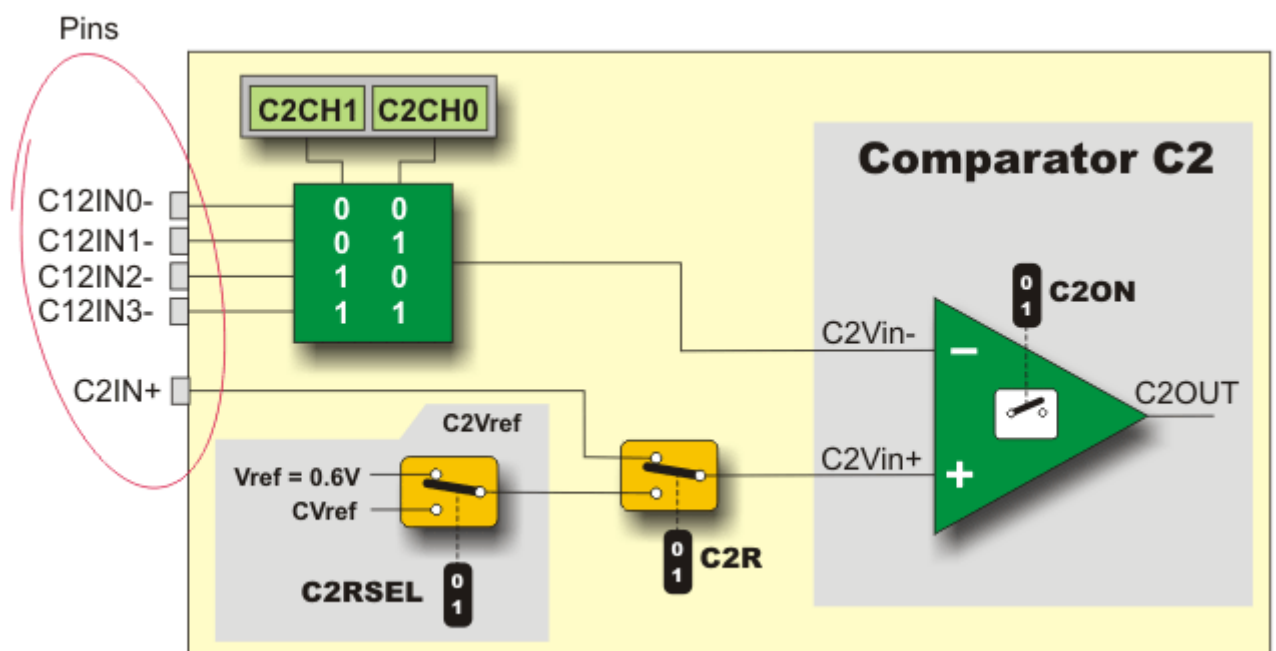 Pins
C2CH1 C2CH0
Comparator C2
C12IN0-
C12IN1-
C12IN2-
C12IN3-
0 0
0 1
1 0
1 1
0
1
C2ON
C2Vin-
–
C2IN+
C2OUT
C2Vref
Vref = 0.6V
CVref
C2Vin+
+
0
1
C2R
C2RSEL
0
1